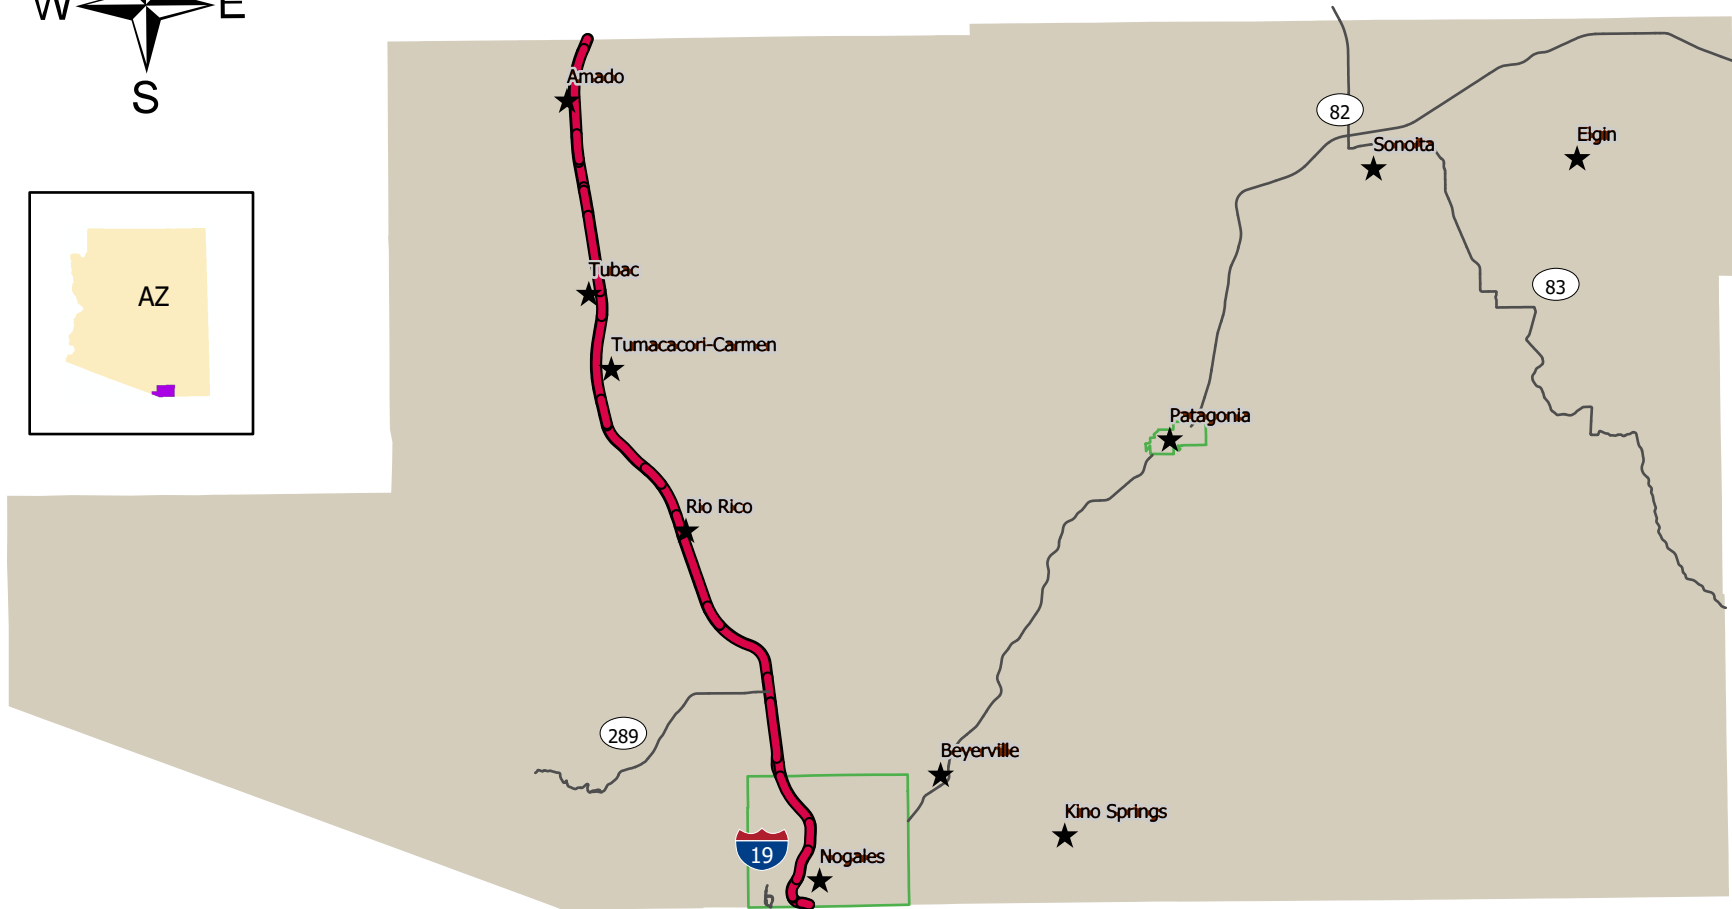 W E
S
Amado
82
Elgin
Sonoita
Tubac
83
AZ
Tumacacori-Carmen
Patagonia
Rio Rico
289
Beyerville
Kino Springs
19
Nogales